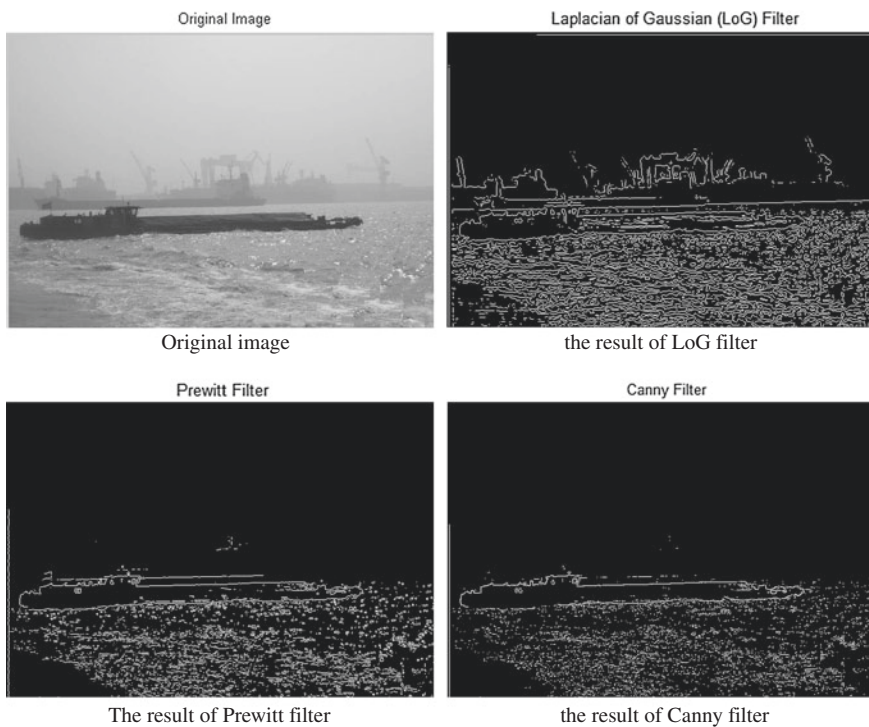 Original Image
Laplacian of Gaussian (LoG) Filter
Original image
the result of LoG filter
Prewitt Filter
Canny Filter
The result of Prewitt filter
the result of Canny filter